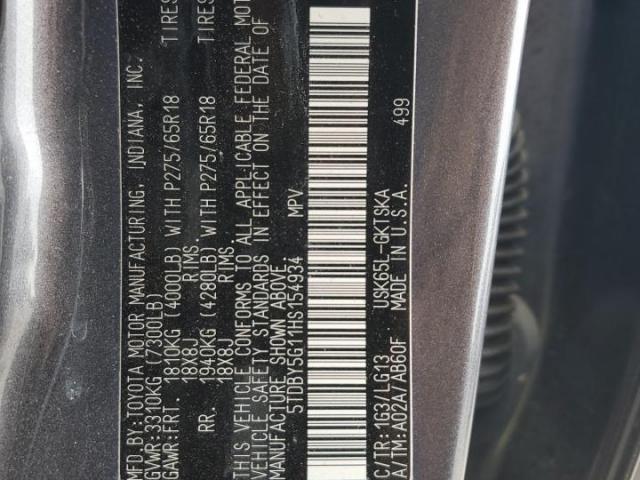 MFD.BY:TOYOTA MOTOR MANUFACTURING, INDIANA, INC.
GVWR:3310KG (7300LB)
GAWR:FRT. 1810KG (4000LB) WITH P275/65R18 TIRES
18X8J RIMS
RR. 1940KG (4280LB) WITH P275/65R18 TIRES
18X8J RIMS
THIS VEHICLE CONFORMS TO ALL APPLICABLE FEDERAL MOT
VEHICLE SAFETY STANDARDS IN EFFECT ON THE DATE OF
MANUFACTURE SHOWN ABOVE.
5TDBY5G11HS154934 MPV
C/TR:1G3/LG13 USK65L-GKTSKA
A/TM:A02A/AB60F MADE IN U.S.A. 499